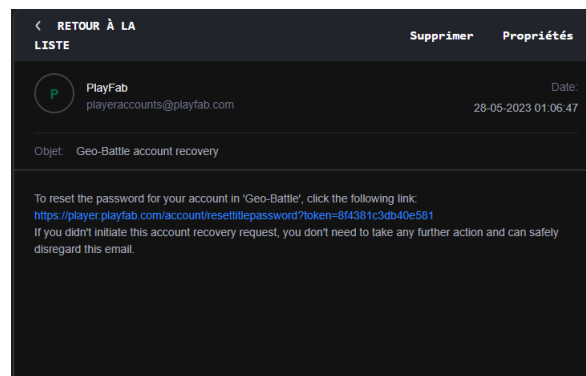 < RETOUR À LA
LISTE
Supprimer Propriétés
P
PlayFab
playeraccounts@playfab.com
Date:
28-05-2023 01:06:47
Objet: Geo-Battle account recovery
To reset the password for your account in 'Geo-Battle', click the following link:
https://player.playfab.com/account/resettitlepassword?token=8f4381c3db40e581
If you didn't initiate this account recovery request, you don't need to take any further action and can safely
disregard this email.